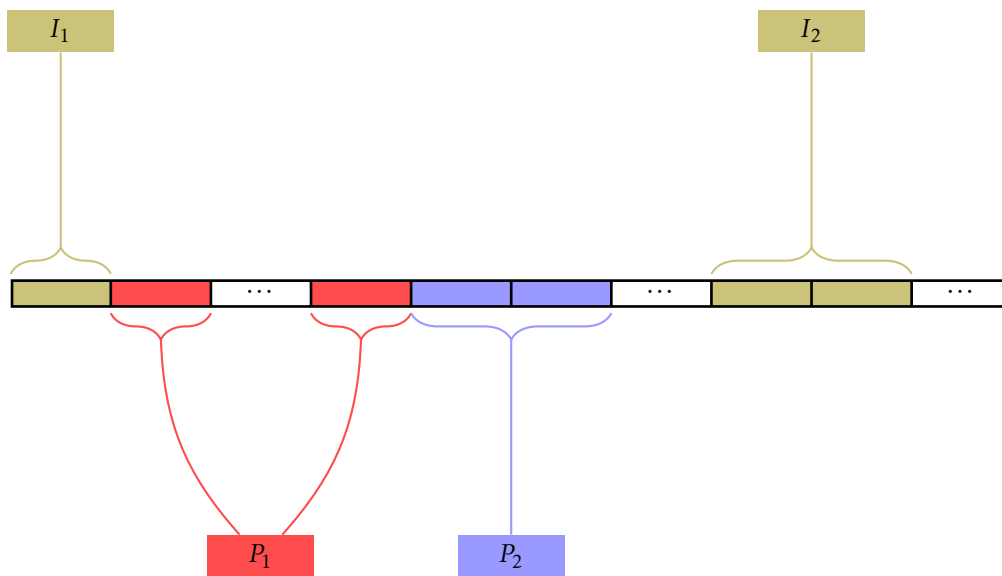 I₁
I₂
⋯ ⋯ ⋯
P₁
P₂